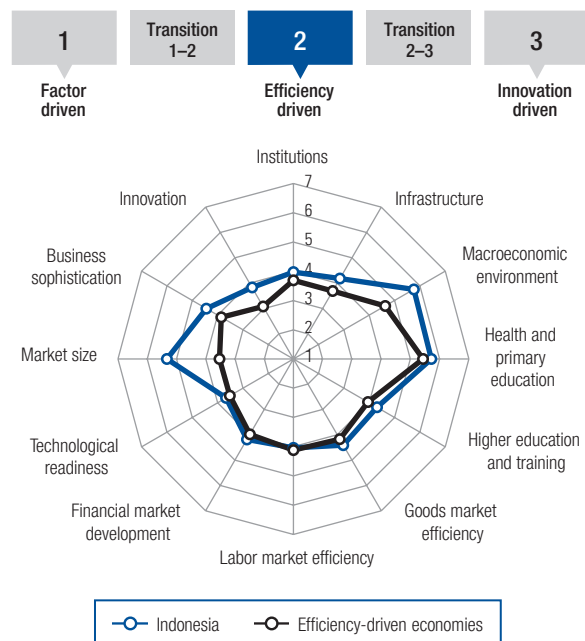 1
Transition
1–2
2
Transition
2–3
3
Factor
driven
Efficiency
driven
Innovation
driven
Institutions
Infrastructure
Macroeconomic
environment
Health and
primary
education
Higher education
and training
Goods market
efficiency
Labor market efficiency
Financial market
development
Technological
readiness
Market size
Business
sophistication
Innovation
7
6
5
4
3
2
1
Indonesia
Efficiency-driven economies